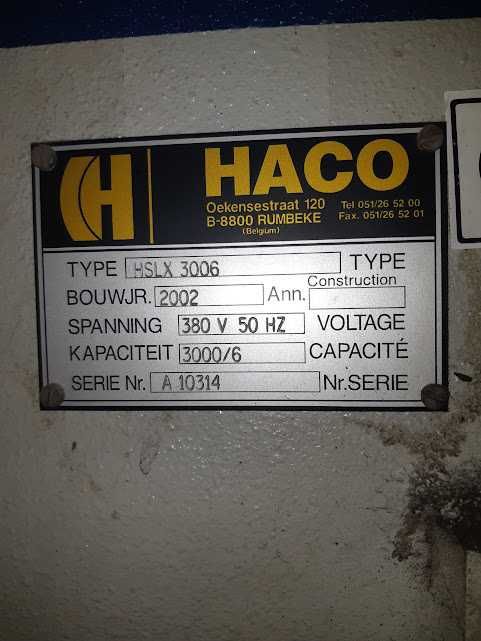 H HACO
Oekensestraat 120 Tel 051/26 52 00
B-8800 RUMBEKE Fax. 051/26 52 01
(Belgium)
TYPE HSLX 3006 TYPE
BOUWJR. 2002 Ann. Construction
SPANNING 380 V 50 HZ VOLTAGE
KAPACITEIT 3000/6 CAPACITÉ
SERIE Nr. A 10314 Nr. SERIE